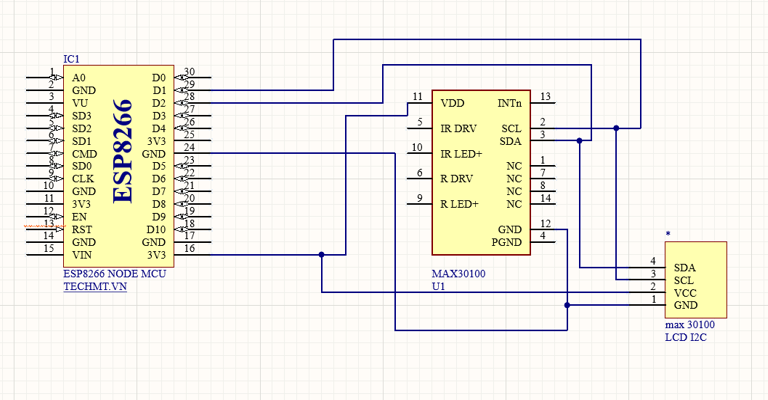 IC1
1 A0 D0 30
2 GND D1 29
3 VU D2 28
4 SD3 D3 27
5 SD2 D4 26
6 SD1 3V3 25
7 CMD GND 24
8 SD0 D5 23
9 CLK D6 22
10 GND D7 21
11 3V3 D8 20
12 EN D9 19
13 RST D10 18
14 GND GND 17
15 VIN 3V3 16
ESP8266
ESP8266 NODE MCU
TECHMT.VN
11 VDD INTn 13
5 IR DRV SCL 2
SDA 3
10 IR LED+
NC 1
6 R DRV NC 7
NC 8
9 R LED+ NC 14
GND 12
PGND 4
MAX30100
U1
*
4 SDA
3 SCL
2 VCC
1 GND
max 30100
LCD I2C